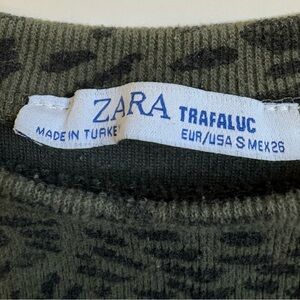 ZARA TRAFALUC
MADE IN TURKEY EUR/USA S MEX26